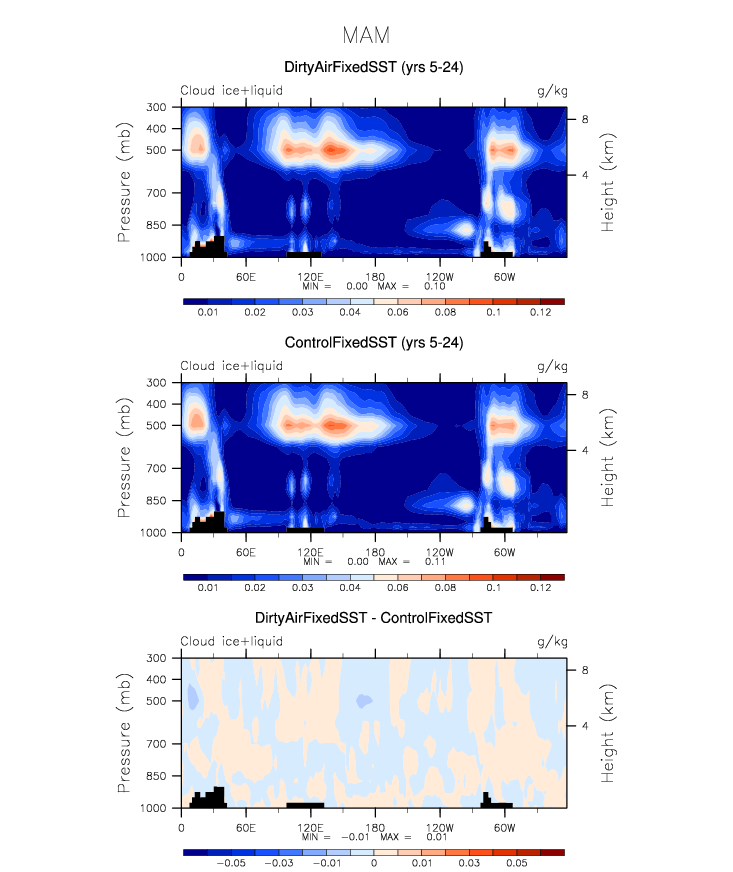 MAM
DirtyAirFixedSST (yrs 5-24)
Cloud ice+liquid g/kg
300
400
500
700
850
1000
Pressure (mb)
8
4
Height (km)
0 60E 120E 180 120W 60W
MIN = 0.00 MAX = 0.10
0.01 0.02 0.03 0.04 0.06 0.08 0.1 0.12
ControlFixedSST (yrs 5-24)
Cloud ice+liquid g/kg
300
400
500
700
850
1000
Pressure (mb)
8
4
Height (km)
0 60E 120E 180 120W 60W
MIN = 0.00 MAX = 0.11
0.01 0.02 0.03 0.04 0.06 0.08 0.1 0.12
DirtyAirFixedSST - ControlFixedSST
Cloud ice+liquid g/kg
300
400
500
700
850
1000
Pressure (mb)
8
4
Height (km)
0 60E 120E 180 120W 60W
MIN = -0.01 MAX = 0.01
-0.05 -0.03 -0.01 0 0.01 0.03 0.05